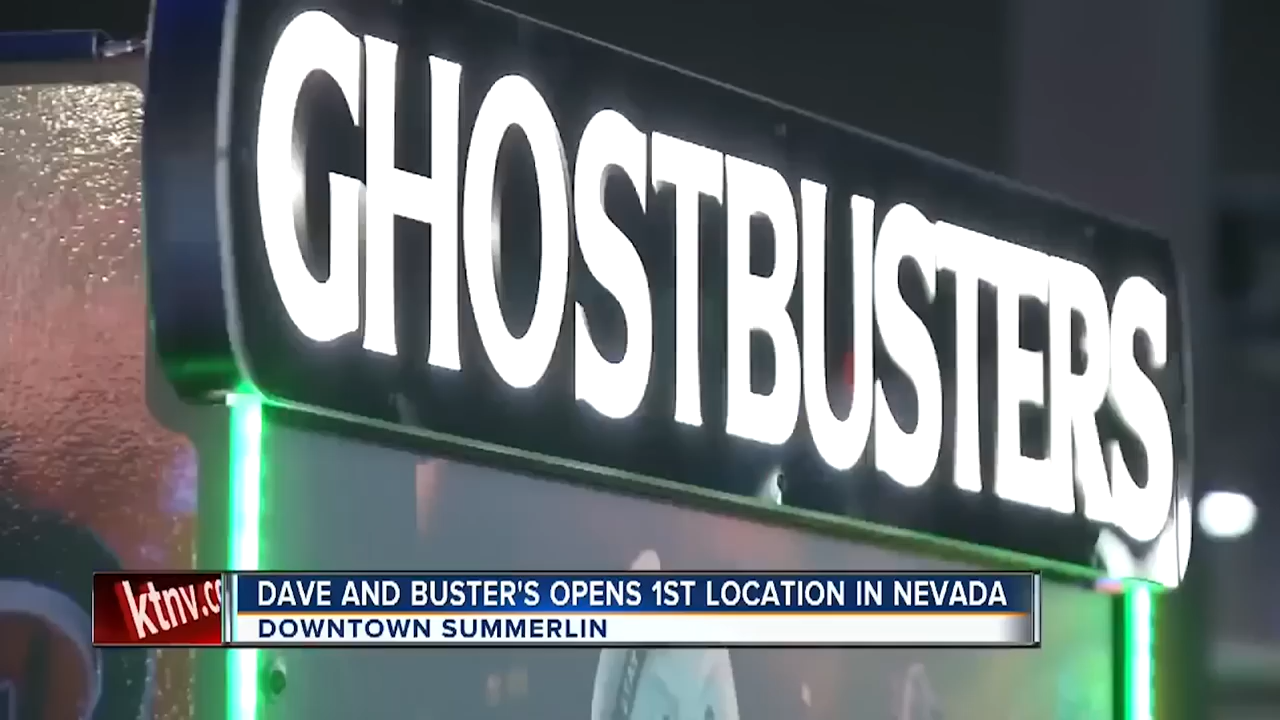 GHOSTBUSTERS
DAVE AND BUSTER'S OPENS 1ST LOCATION IN NEVADA
ktnv.c
DOWNTOWN SUMMERLIN